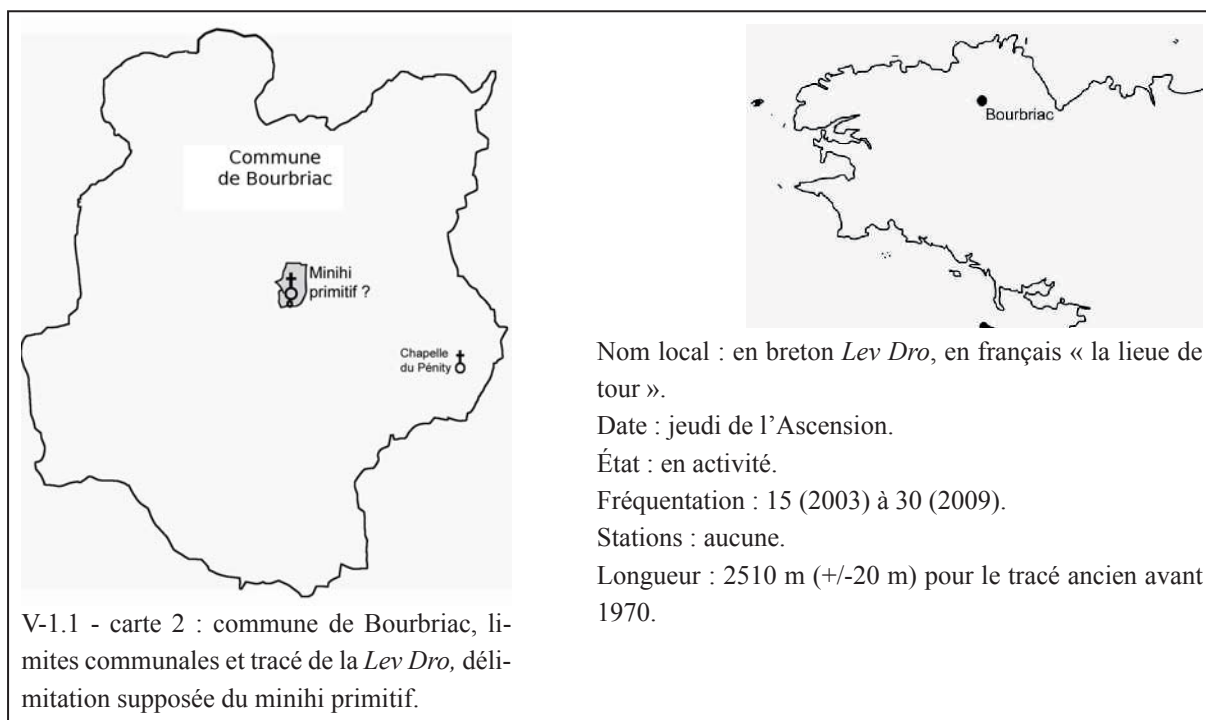 Commune
de Bourbriac
Minihi
primitif ?
Chapelle
du Pénity
V-1.1 - carte 2 : commune de Bourbriac, li-
mites communales et tracé de la Lev Dro, déli-
mitation supposée du minihi primitif.
Bourbriac
Nom local : en breton Lev Dro, en français « la lieue de
tour ».
Date : jeudi de l’Ascension.
État : en activité.
Fréquentation : 15 (2003) à 30 (2009).
Stations : aucune.
Longueur : 2510 m (+/-20 m) pour le tracé ancien avant
1970.